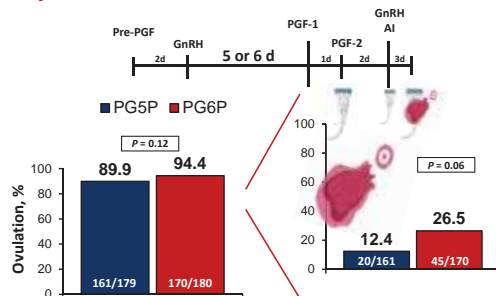 Pre-PGF
GnRH
PGF-1
PGF-2
GnRH
AI
2d
5 or 6 d
1d
2d
3d
PG5P
PG6P
P = 0.12
89.9
94.4
Ovulation, %
100
80
60
40
20
0
161/179
170/180
100
80
60
40
20
0
P = 0.06
12.4
26.5
20/161
45/170